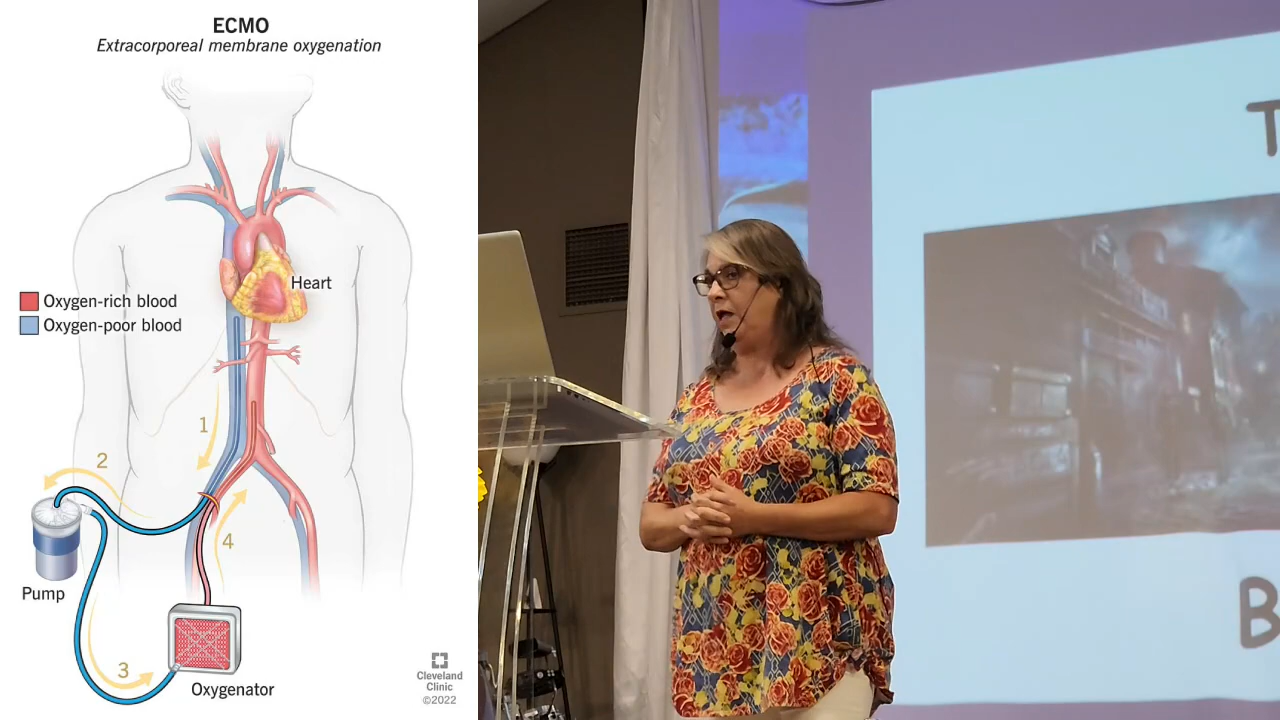 ECMO
Extracorporeal membrane oxygenation
Heart
Oxygen-rich blood
Oxygen-poor blood
1
2
4
Pump
3
Oxygenator
Cleveland
Clinic
©2022
T
B